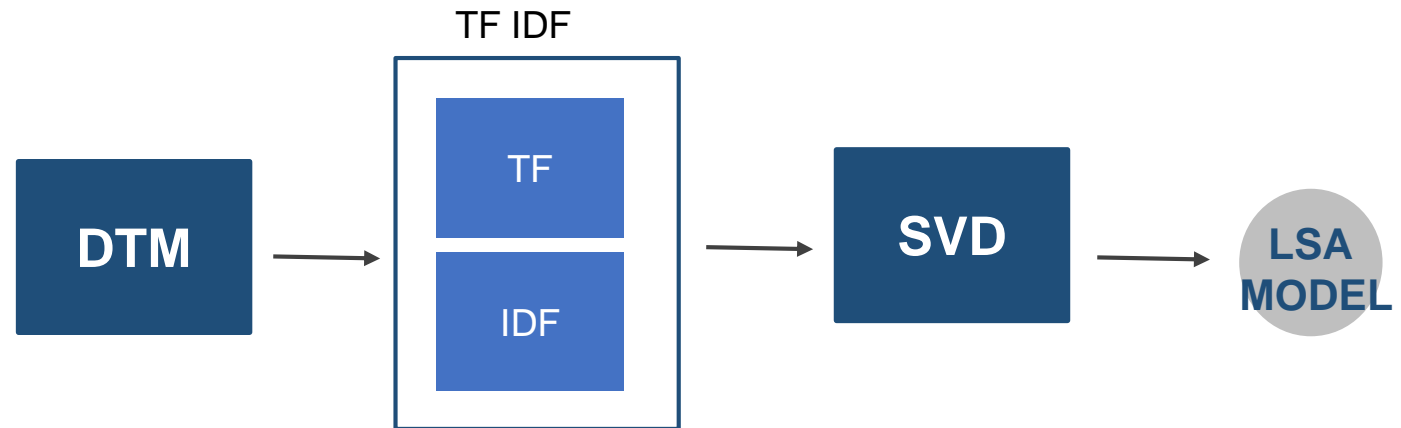 TF IDF
DTM
TF
IDF
SVD
LSA
MODEL